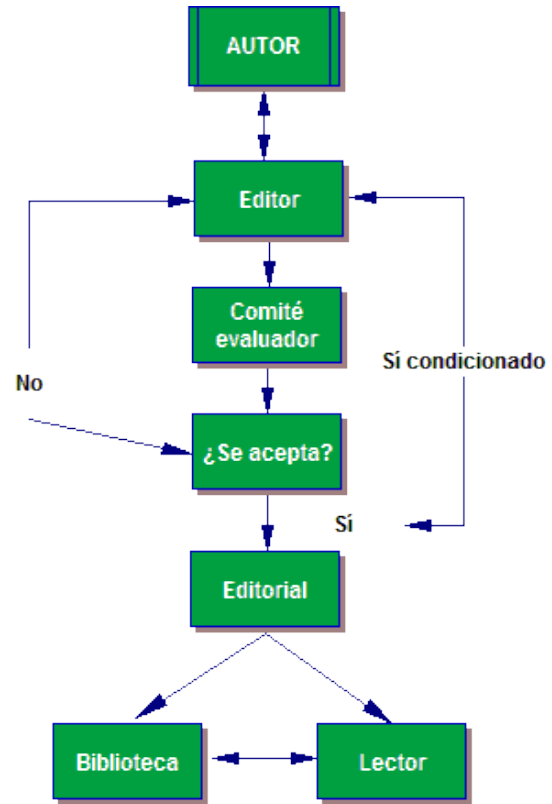 AUTOR
Editor
Comité
evaluador
Sí condicionado
No
¿Se acepta?
Sí
Editorial
Biblioteca
Lector